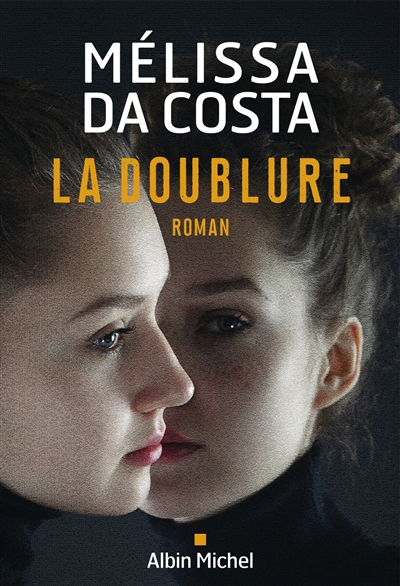 MÉLISSA
DA COSTA
LA DOUBLURE
ROMAN
Albin Michel